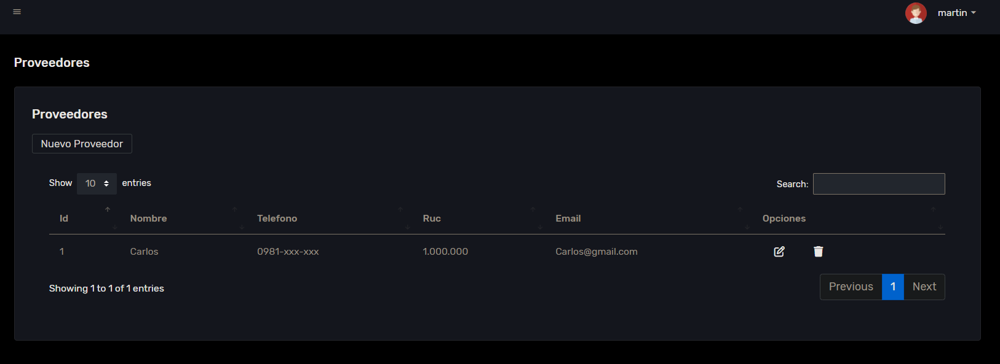 martin
Proveedores
Proveedores
Nuevo Proveedor
Show 10 entries Search:
Id Nombre Telefono Ruc Email Opciones
1 Carlos 0981-xxx-xxx 1.000.000 Carlos@gmail.com
Showing 1 to 1 of 1 entries Previous 1 Next